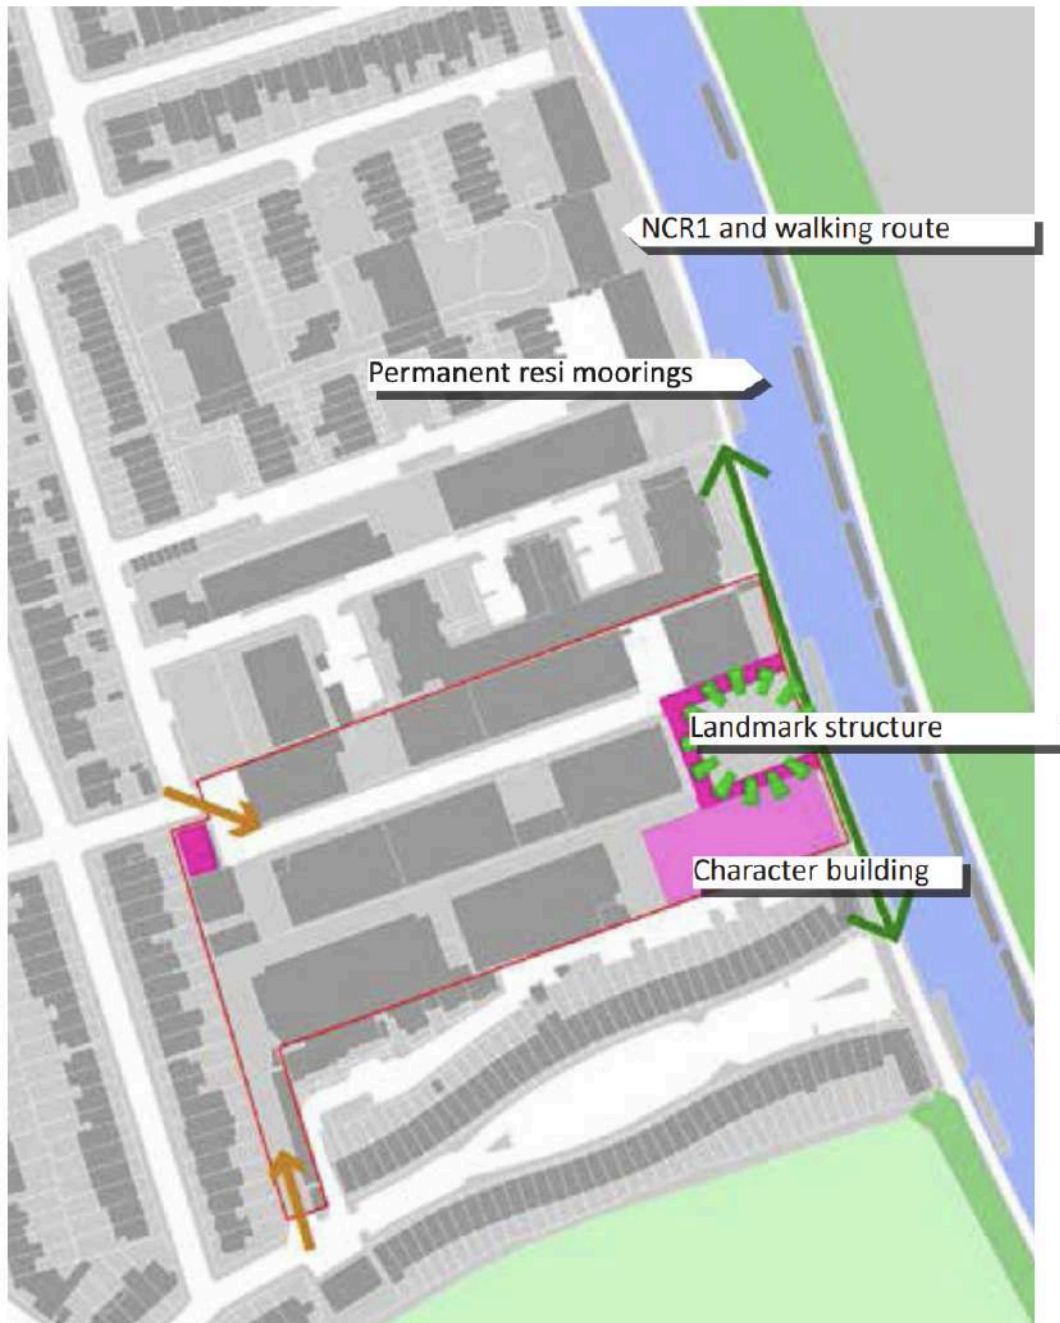 NCR1 and walking route
Permanent resi moorings
Landmark structure
Character building